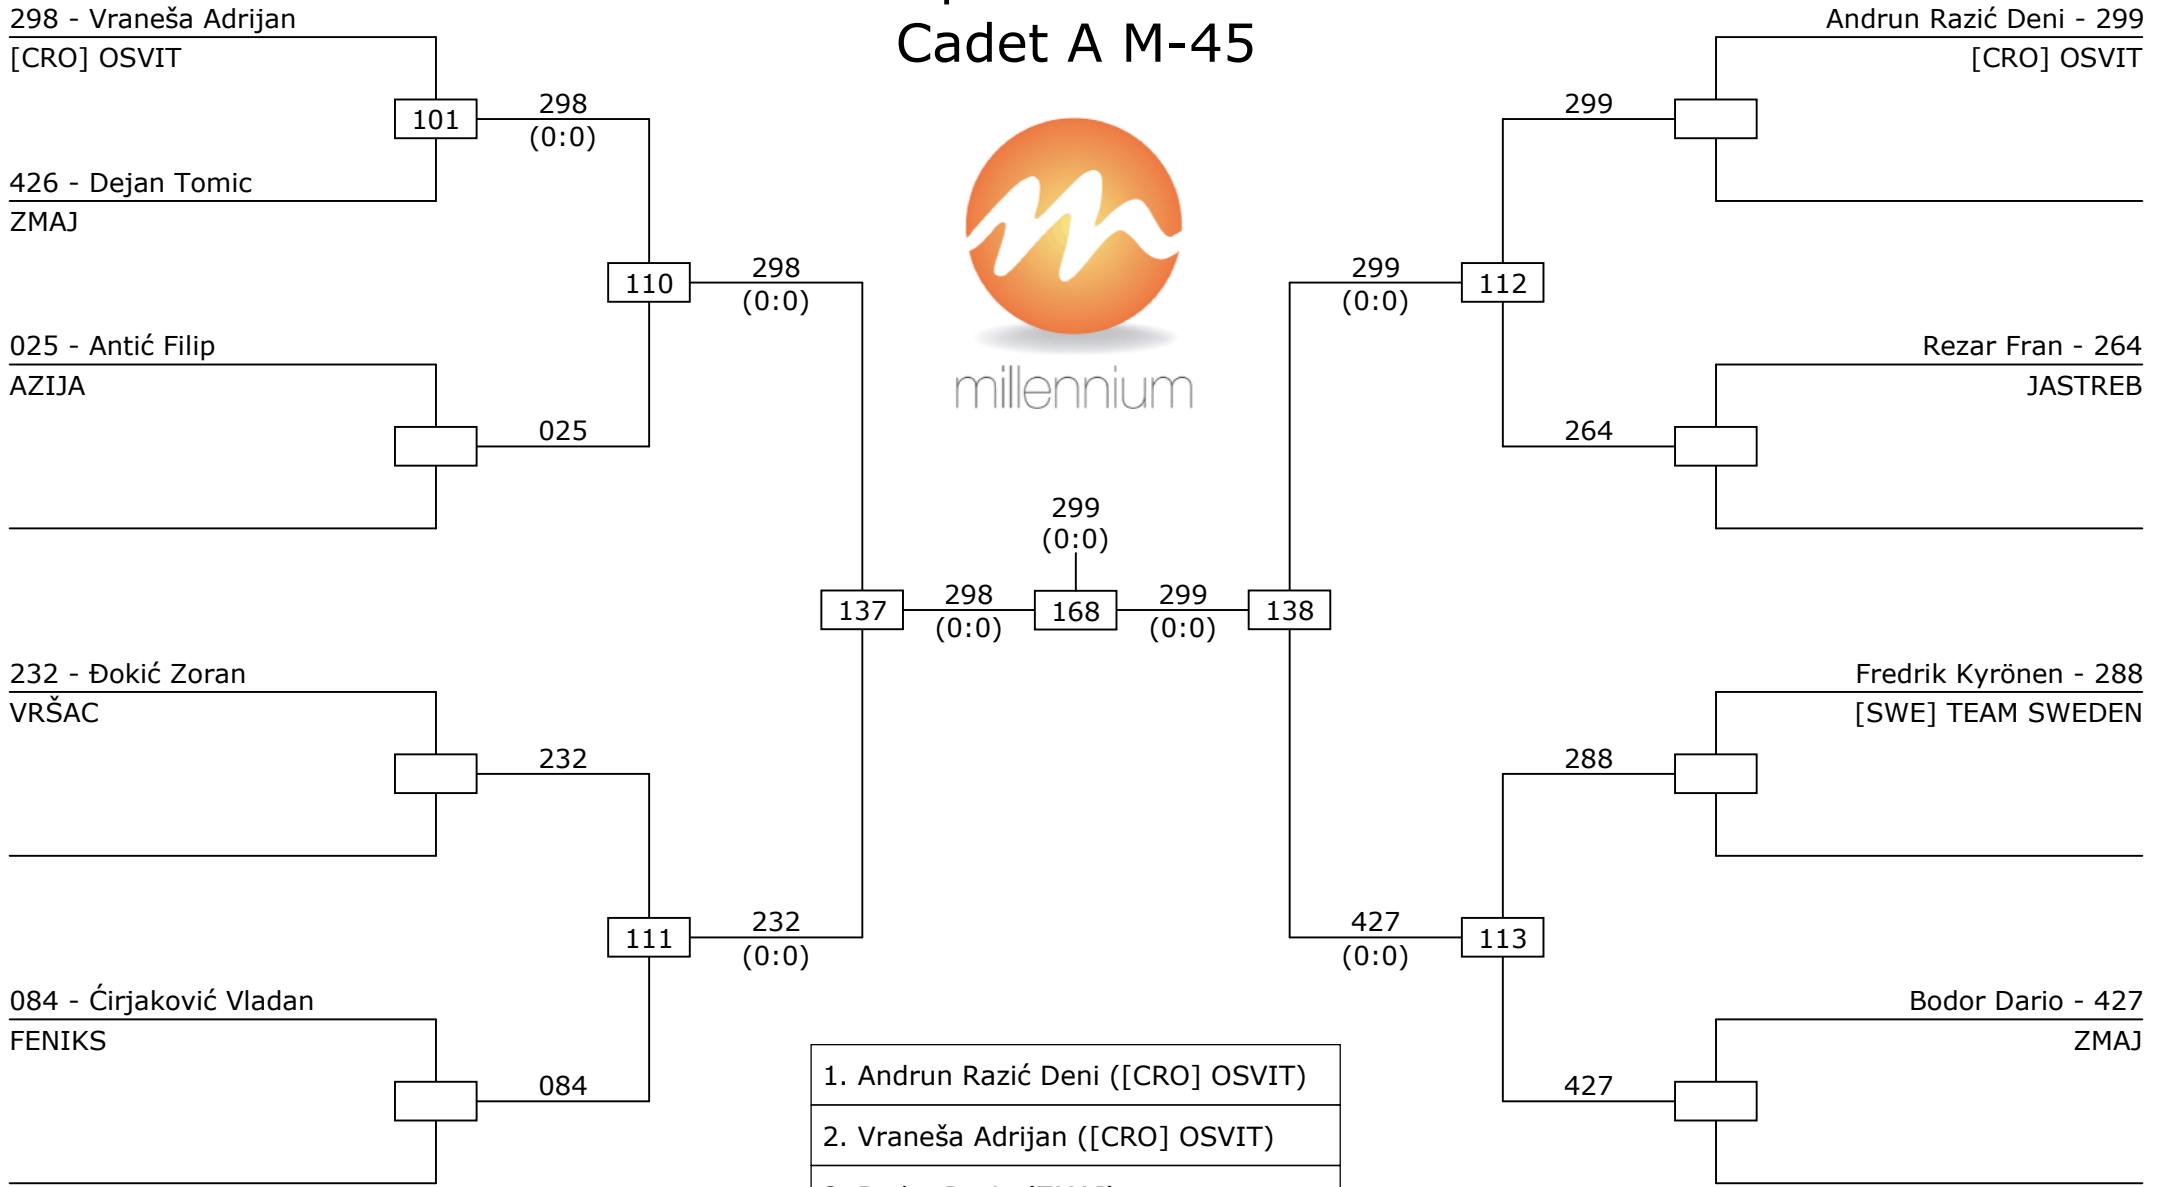 Cadet A M-45
298 - Vraneša Adrijan
[CRO] OSVIT
101
298
(0:0)
426 - Dejan Tomic
ZMAJ
110
298
(0:0)
025 - Antić Filip
AZIJA
025
232 - Đokić Zoran
VRŠAC
232
111
232
(0:0)
084 - Ćirjaković Vladan
FENIKS
084
137
298
(0:0)
millennium
299
(0:0)
168
299
(0:0)
138
Andrun Razić Deni - 299
[CRO] OSVIT
299
299
(0:0)
112
Rezar Fran - 264
JASTREB
264
Fredrik Kyrönen - 288
[SWE] TEAM SWEDEN
288
427
(0:0)
113
Bodor Dario - 427
ZMAJ
427
1. Andrun Razić Deni ([CRO] OSVIT)
2. Vraneša Adrijan ([CRO] OSVIT)